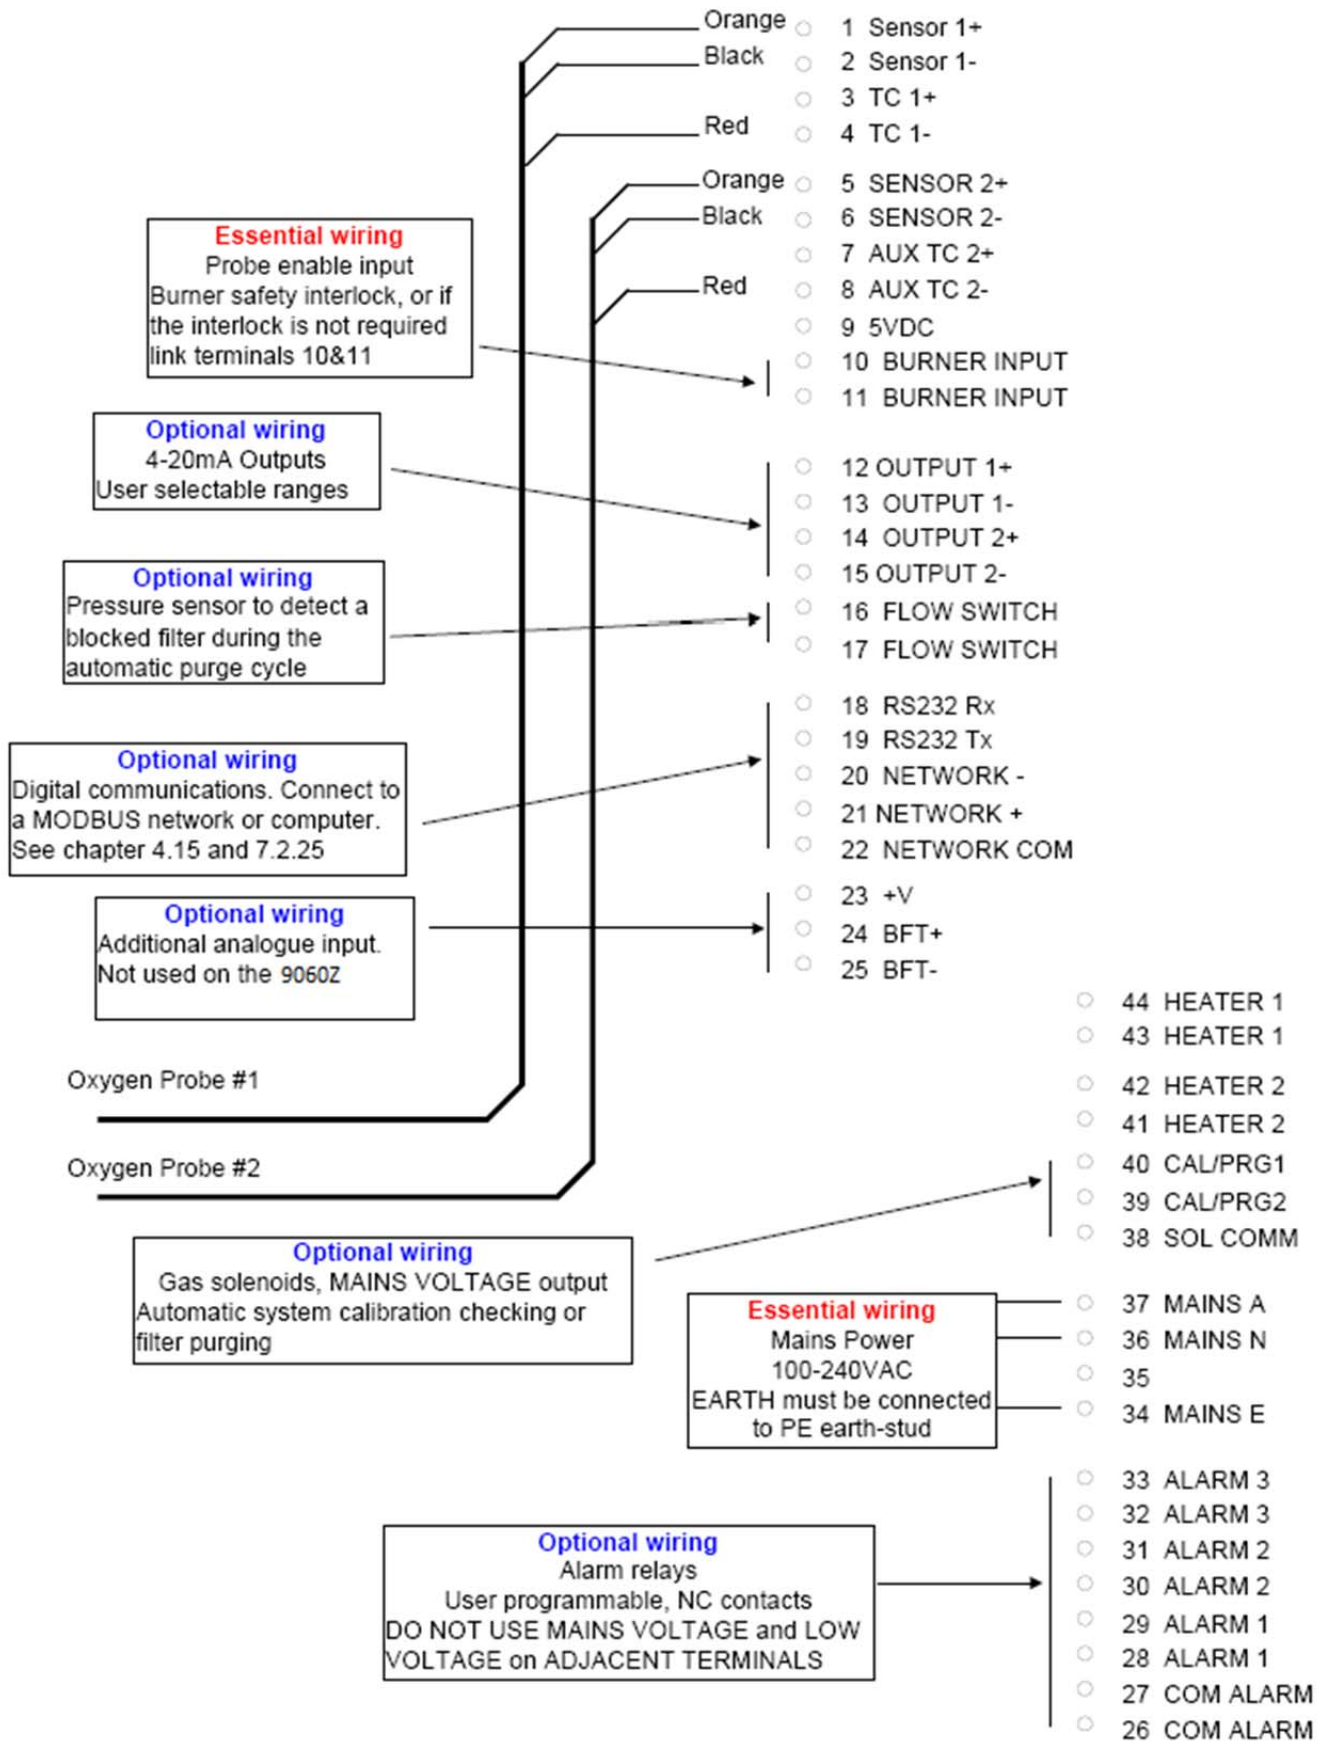 Orange 1 Sensor 1+
Black 2 Sensor 1-
3 TC 1+
Red 4 TC 1-
Orange 5 SENSOR 2+
Black 6 SENSOR 2-
7 AUX TC 2+
Red 8 AUX TC 2-
9 5VDC
10 BURNER INPUT
11 BURNER INPUT
Essential wiring
Probe enable input
Burner safety interlock, or if
the interlock is not required
link terminals 10&11
Optional wiring
4-20mA Outputs
User selectable ranges
12 OUTPUT 1+
13 OUTPUT 1-
14 OUTPUT 2+
15 OUTPUT 2-
Optional wiring
Pressure sensor to detect a
blocked filter during the
automatic purge cycle
16 FLOW SWITCH
17 FLOW SWITCH
Optional wiring
Digital communications. Connect to
a MODBUS network or computer.
See chapter 4.15 and 7.2.25
18 RS232 Rx
19 RS232 Tx
20 NETWORK -
21 NETWORK +
22 NETWORK COM
Optional wiring
Additional analogue input.
Not used on the 9060Z
23 +V
24 BFT+
25 BFT-
44 HEATER 1
43 HEATER 1
42 HEATER 2
41 HEATER 2
Oxygen Probe #1
Oxygen Probe #2
40 CAL/PRG1
39 CAL/PRG2
38 SOL COMM
Optional wiring
Gas solenoids, MAINS VOLTAGE output
Automatic system calibration checking or
filter purging
Essential wiring
Mains Power
100-240VAC
EARTH must be connected
to PE earth-stud
37 MAINS A
36 MAINS N
35
34 MAINS E
Optional wiring
Alarm relays
User programmable, NC contacts
DO NOT USE MAINS VOLTAGE and LOW
VOLTAGE on ADJACENT TERMINALS
33 ALARM 3
32 ALARM 3
31 ALARM 2
30 ALARM 2
29 ALARM 1
28 ALARM 1
27 COM ALARM
26 COM ALARM